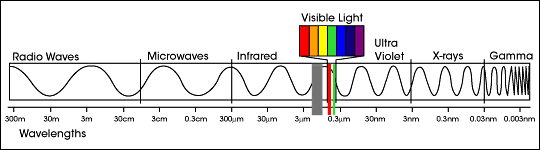 Visible Light
Radio Waves Microwaves Infrared Ultra Violet X-rays Gamma
300m 30m 3m 30cm 3cm 0.3cm 300μm 30μm 3μm 0.3μm 30nm 3nm 0.3nm 0.03nm 0.003nm
Wavelengths